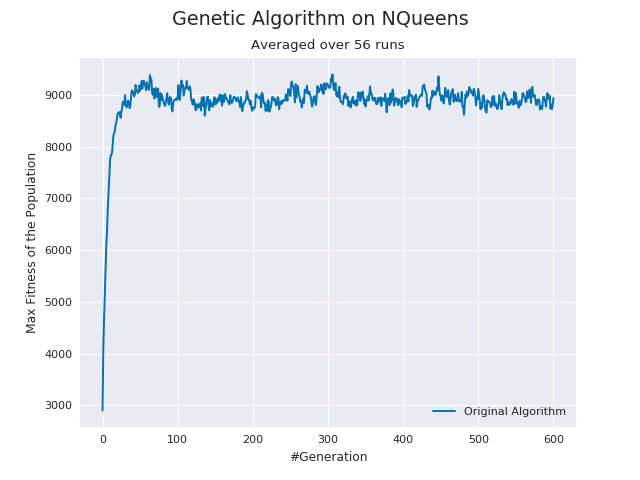 Genetic Algorithm on NQueens
Averaged over 56 runs
Max Fitness of the Population
9000
8000
7000
6000
5000
4000
3000
Original Algorithm
0 100 200 300 400 500 600
#Generation